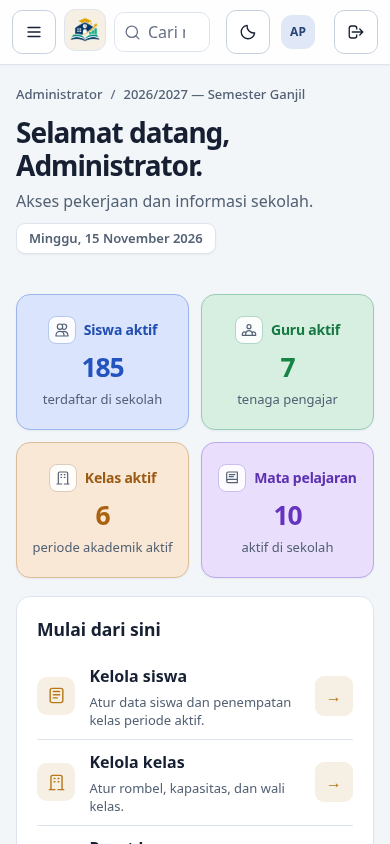 Cari
AP
Administrator / 2026/2027 — Semester Ganjil
Selamat datang,
Administrator.
Akses pekerjaan dan informasi sekolah.
Minggu, 15 November 2026
Siswa aktif
185
terdaftar di sekolah
Guru aktif
7
tenaga pengajar
Kelas aktif
6
periode akademik aktif
Mata pelajaran
10
aktif di sekolah
Mulai dari sini
Kelola siswa
Atur data siswa dan penempatan
kelas periode aktif.
→
Kelola kelas
Atur rombel, kapasitas, dan wali
kelas.
→